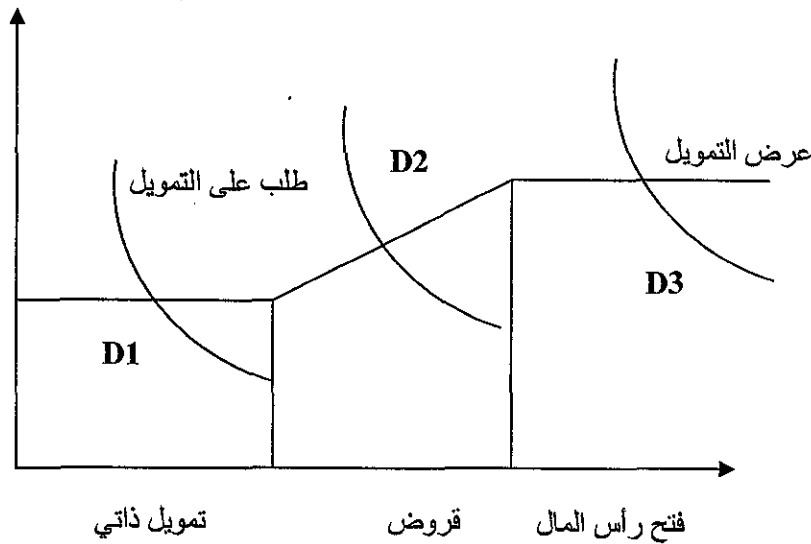 عرض التمويل
D2
طلب على التمويل
D3
D1
فتح رأس المال
قروض
تمويل ذاتي